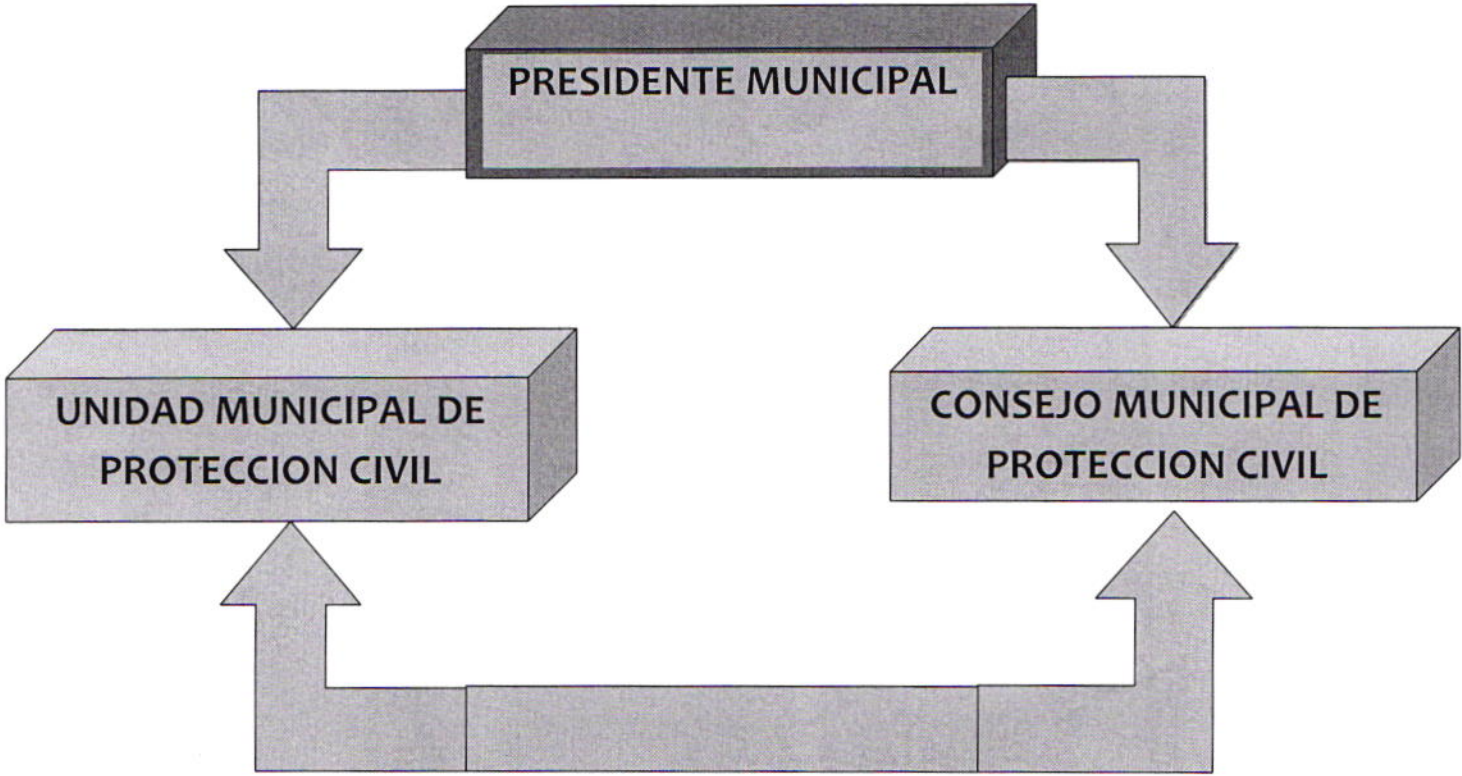 PRESIDENTE MUNICIPAL
UNIDAD MUNICIPAL DE
PROTECCION CIVIL
CONSEJO MUNICIPAL DE
PROTECCION CIVIL